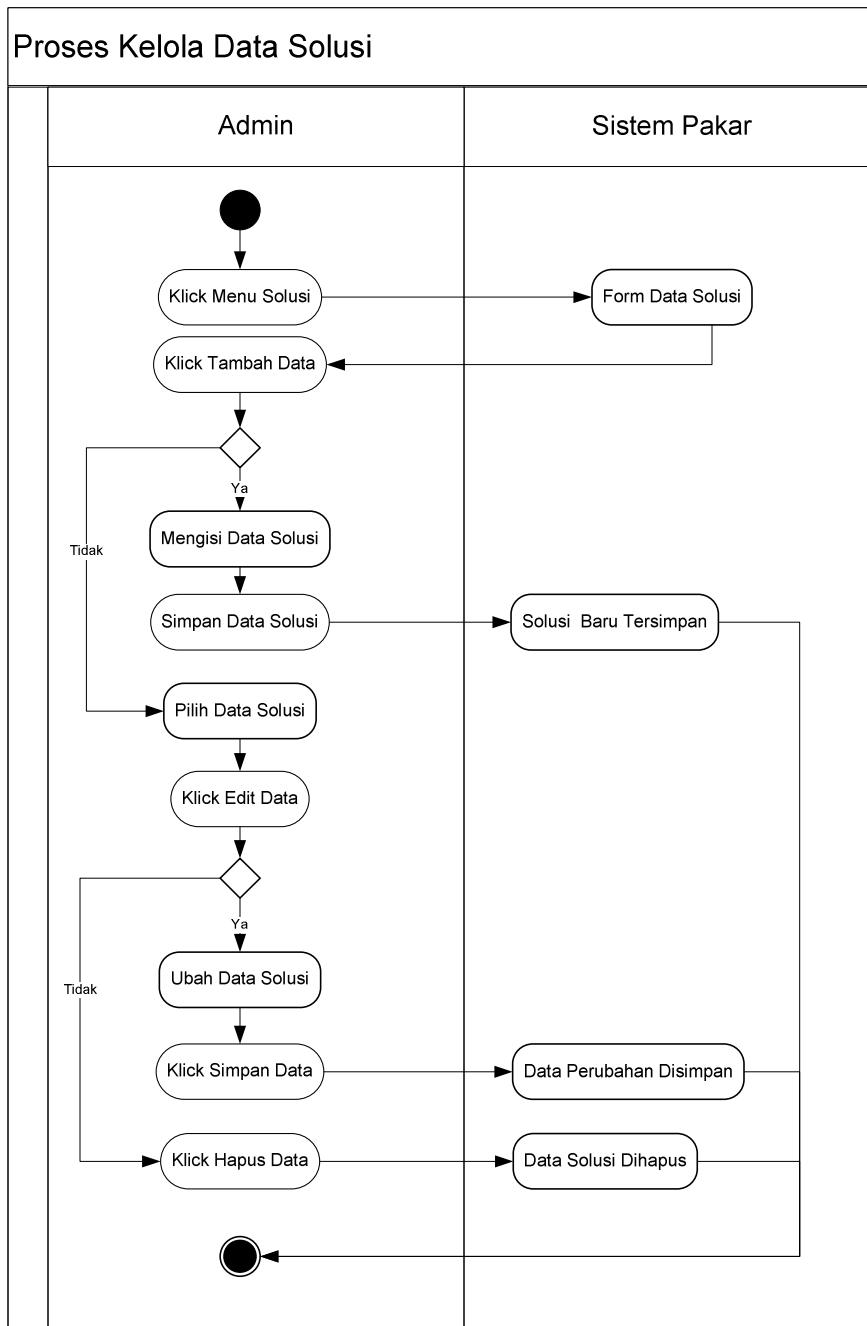 Proses Kelola Data Solusi
Admin
Sistem Pakar
Klick Menu Solusi
Form Data Solusi
Klick Tambah Data
Ya
Mengisi Data Solusi
Tidak
Simpan Data Solusi
Solusi  Baru Tersimpan
Pilih Data Solusi
Klick Edit Data
Ya
Ubah Data Solusi
Tidak
Klick Simpan Data
Data Perubahan Disimpan
Klick Hapus Data
Data Solusi Dihapus